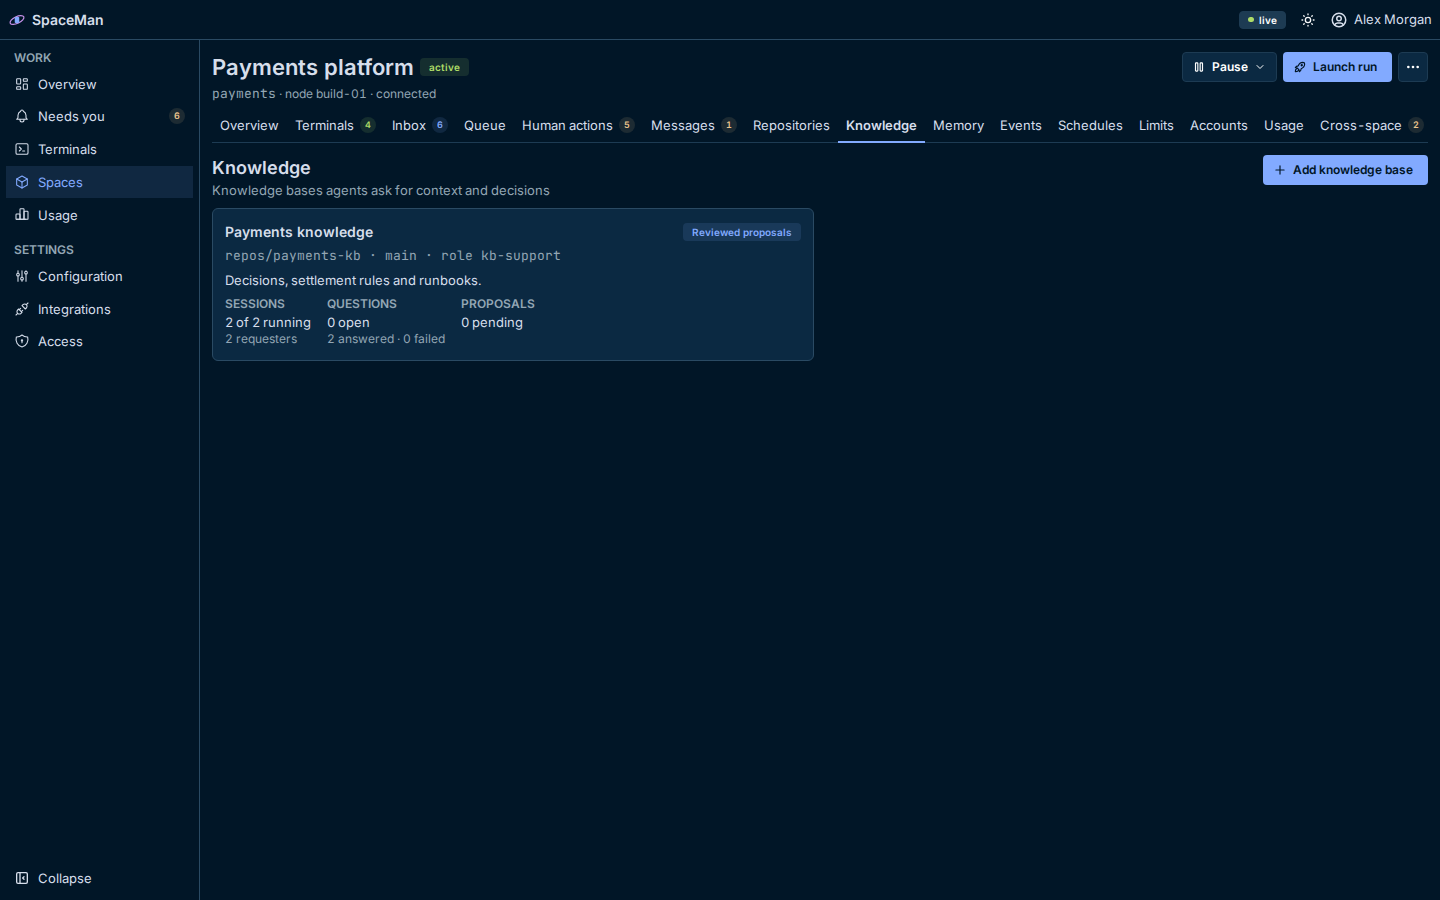 SpaceMan
live
Alex Morgan
WORK
Overview
Needs you 6
Terminals
Spaces
Usage
SETTINGS
Configuration
Integrations
Access
Collapse
Payments platform active
payments · node build-01 · connected
Pause
Launch run
Overview Terminals 4 Inbox 6 Queue Human actions 5 Messages 1 Repositories Knowledge Memory Events Schedules Limits Accounts Usage Cross-space 2
Knowledge
Knowledge bases agents ask for context and decisions
Add knowledge base
Payments knowledge Reviewed proposals
repos/payments-kb · main · role kb-support
Decisions, settlement rules and runbooks.
SESSIONS QUESTIONS PROPOSALS
2 of 2 running 0 open 0 pending
2 requesters 2 answered · 0 failed